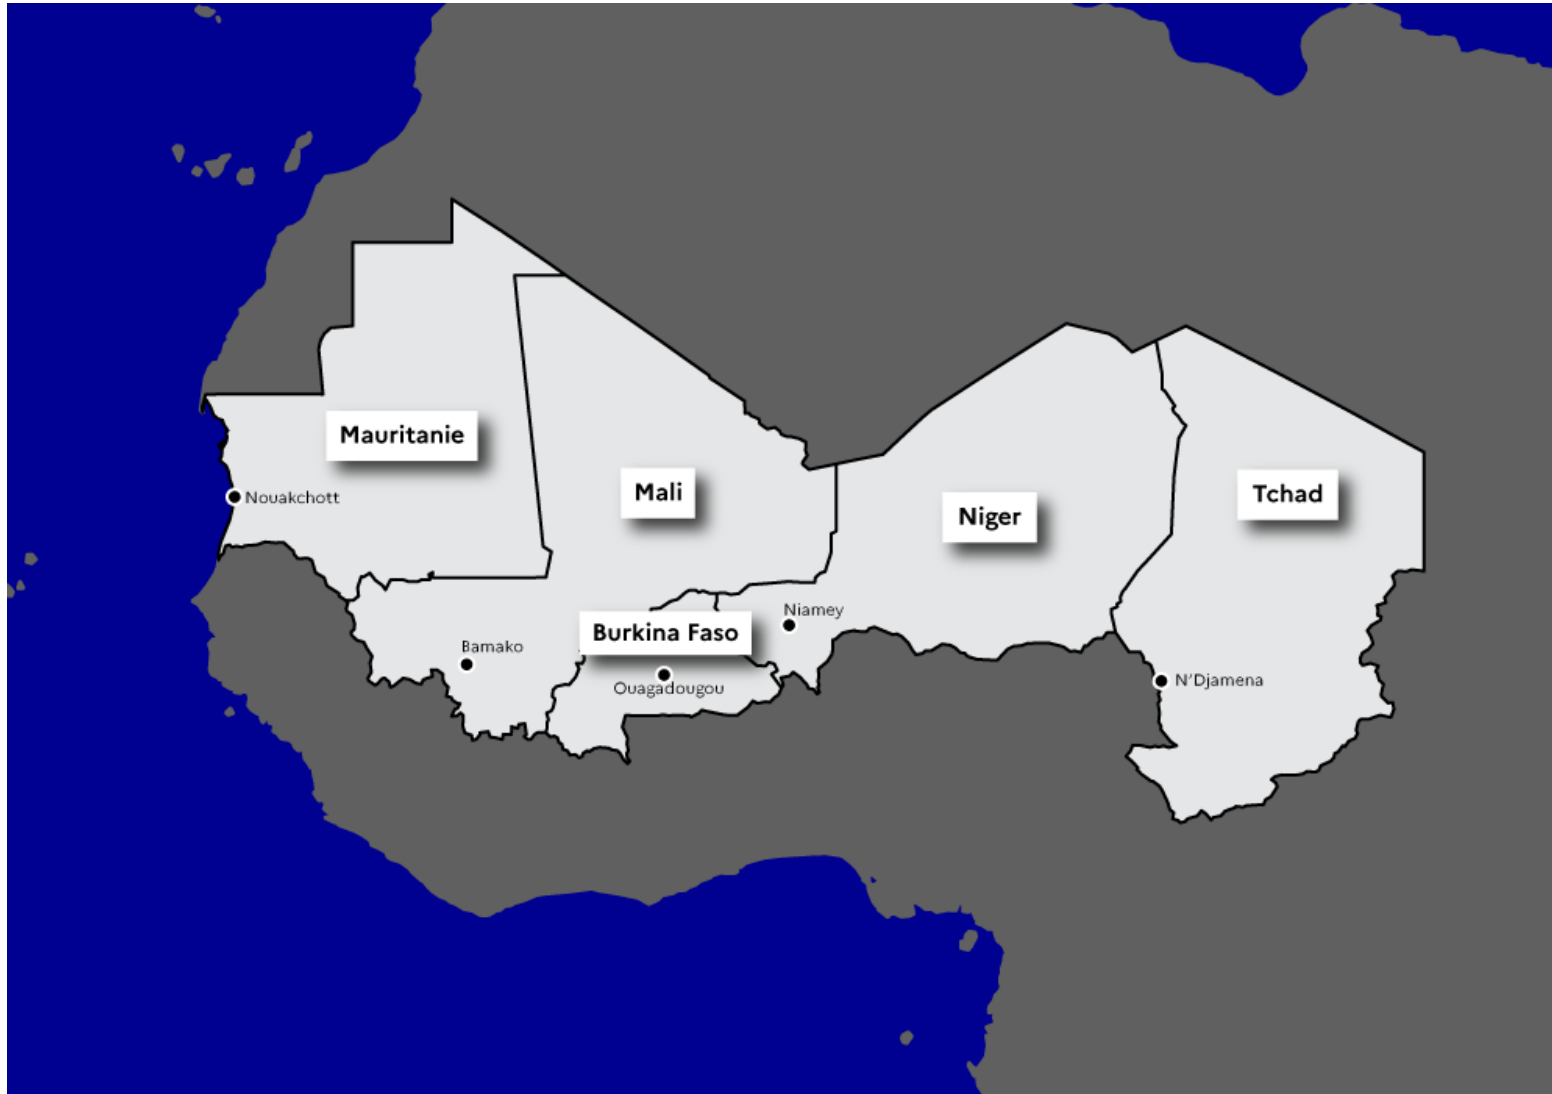 Mauritanie
Mali
Tchad
Nouakchott
Niger
Niamey
Burkina Faso
Bamako
Ouagadougou
N'Djamena